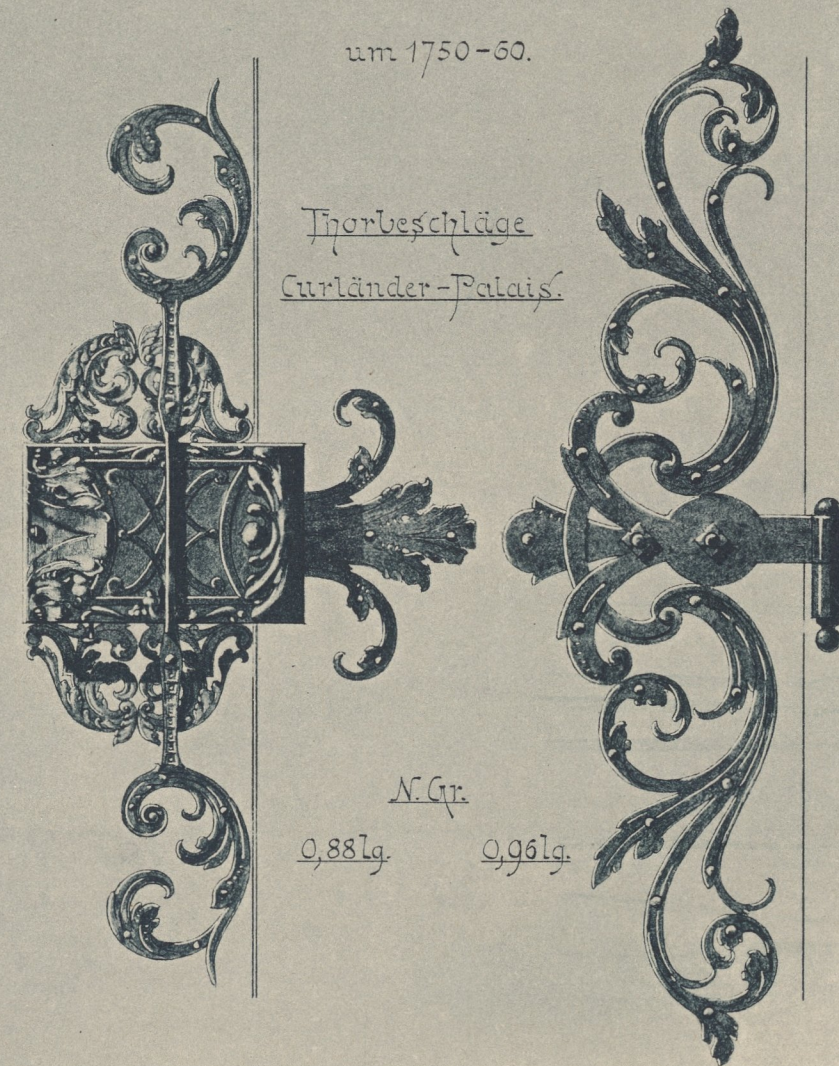 um 1750-60.
Thorbeschläge
Curländer-Palais.
N. Gr.
0,88 lg.
0,96 lg.